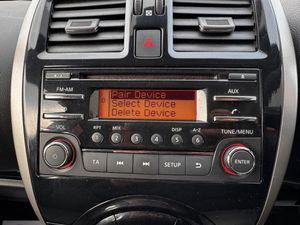 Pair Device
Select Device
Delete Device
FM-AM
AUX
VOL
RPT MIX DISP A-Z
1 2 3 4 5 6
TUNE/MENU
TA
SETUP
ENTER